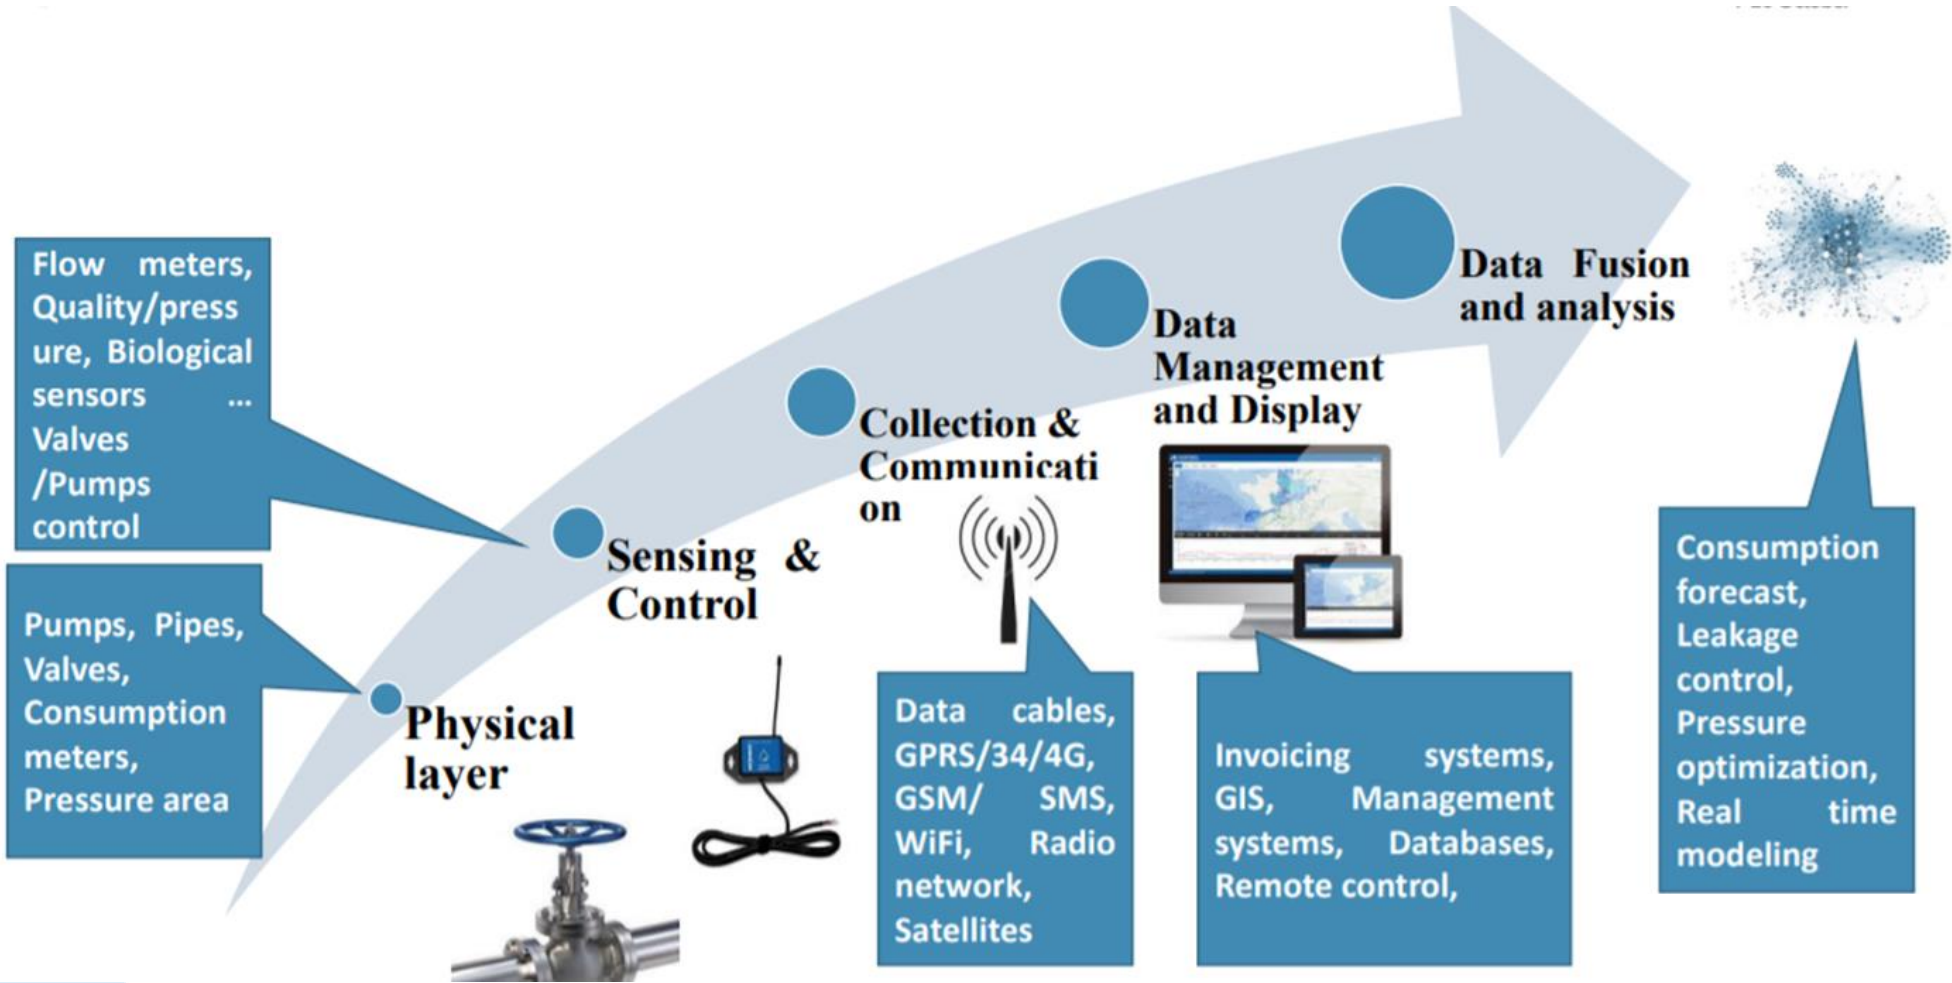 Flow meters,
Quality/press
ure, Biological
sensors ...
Valves
/Pumps
control
Pumps, Pipes,
Valves,
Consumption
meters,
Pressure area
Physical
layer
Sensing &
Control
Collection &
Communicati
on
Data
Management
and Display
Data Fusion
and analysis
Data cables,
GPRS/34/4G,
GSM/ SMS,
WiFi, Radio
network,
Satellites
Invoicing systems,
GIS, Management
systems, Databases,
Remote control,
Consumption
forecast,
Leakage
control,
Pressure
optimization,
Real time
modeling